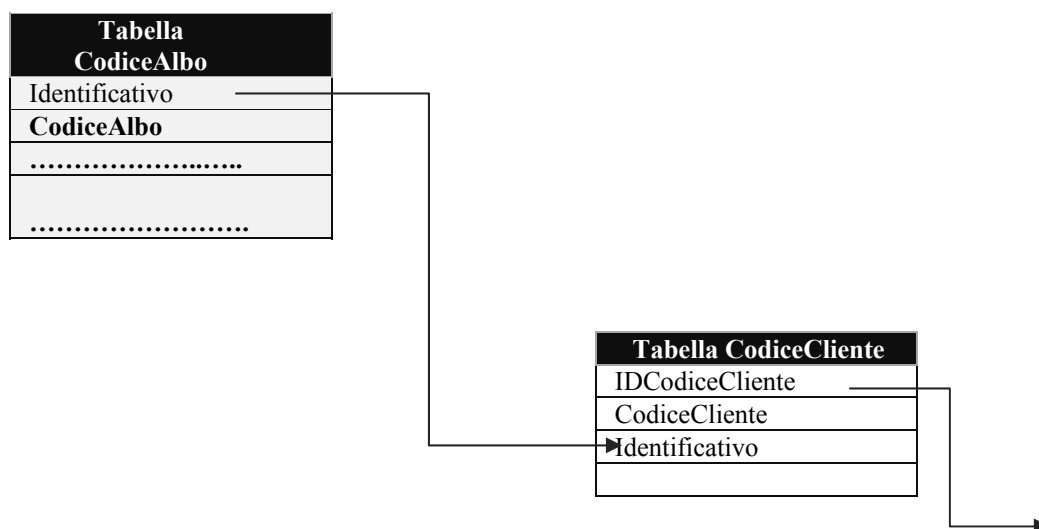 Tabella
CodiceAlbo
Identificativo
CodiceAlbo
………………...…..
…………………….
Tabella CodiceCliente
IDCodiceCliente
CodiceCliente
Identificativo